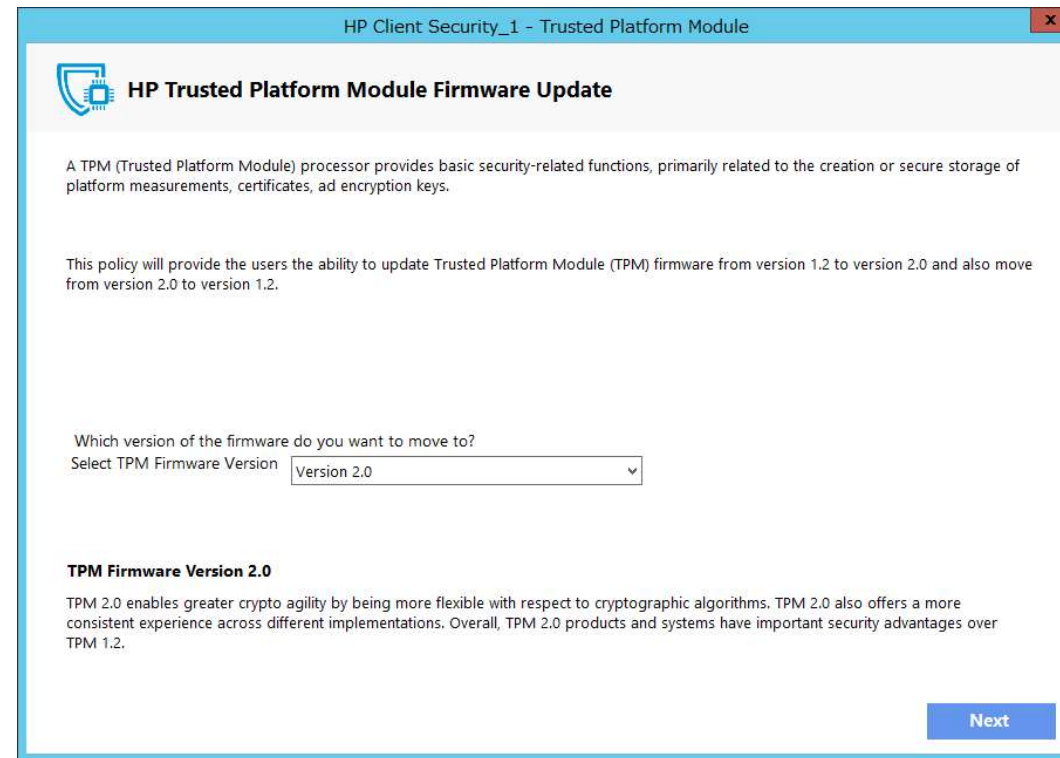 HP Client Security_1 - Trusted Platform Module
x
HP Trusted Platform Module Firmware Update
A TPM (Trusted Platform Module) processor provides basic security-related functions, primarily related to the creation or secure storage of
platform measurements, certificates, ad encryption keys.
This policy will provide the users the ability to update Trusted Platform Module (TPM) firmware from version 1.2 to version 2.0 and also move
from version 2.0 to version 1.2.
Which version of the firmware do you want to move to?
Select TPM Firmware Version Version 2.0
TPM Firmware Version 2.0
TPM 2.0 enables greater crypto agility by being more flexible with respect to cryptographic algorithms. TPM 2.0 also offers a more
consistent experience across different implementations. Overall, TPM 2.0 products and systems have important security advantages over
TPM 1.2.
Next